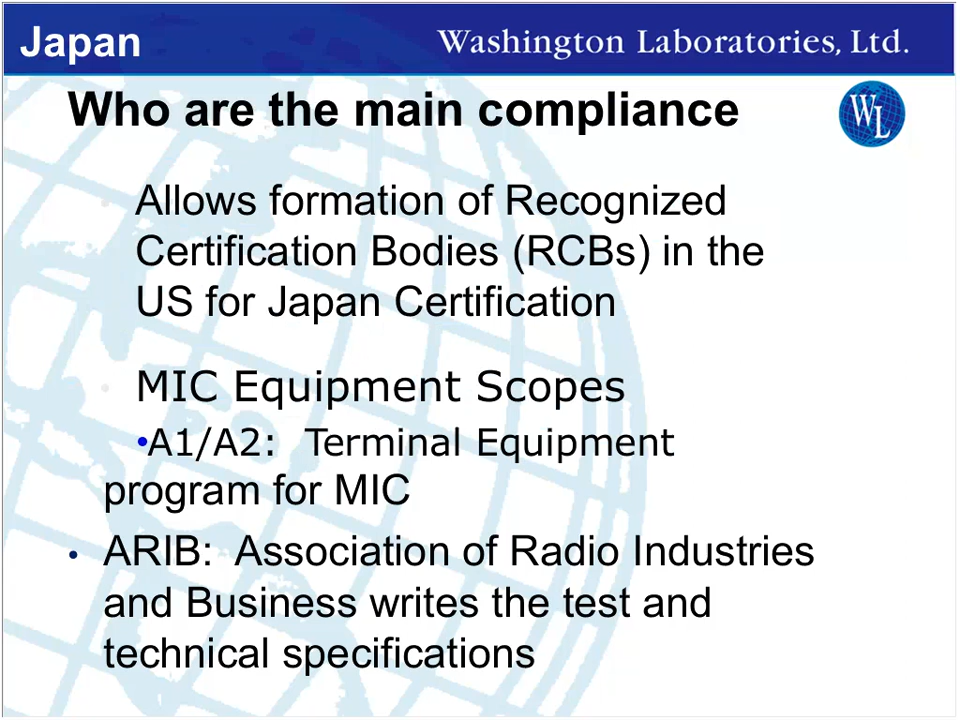 Japan
Washington Laboratories, Ltd.
Who are the main compliance
WL
Allows formation of Recognized
Certification Bodies (RCBs) in the
US for Japan Certification
• MIC Equipment Scopes
•A1/A2: Terminal Equipment
program for MIC
• ARIB: Association of Radio Industries
and Business writes the test and
technical specifications